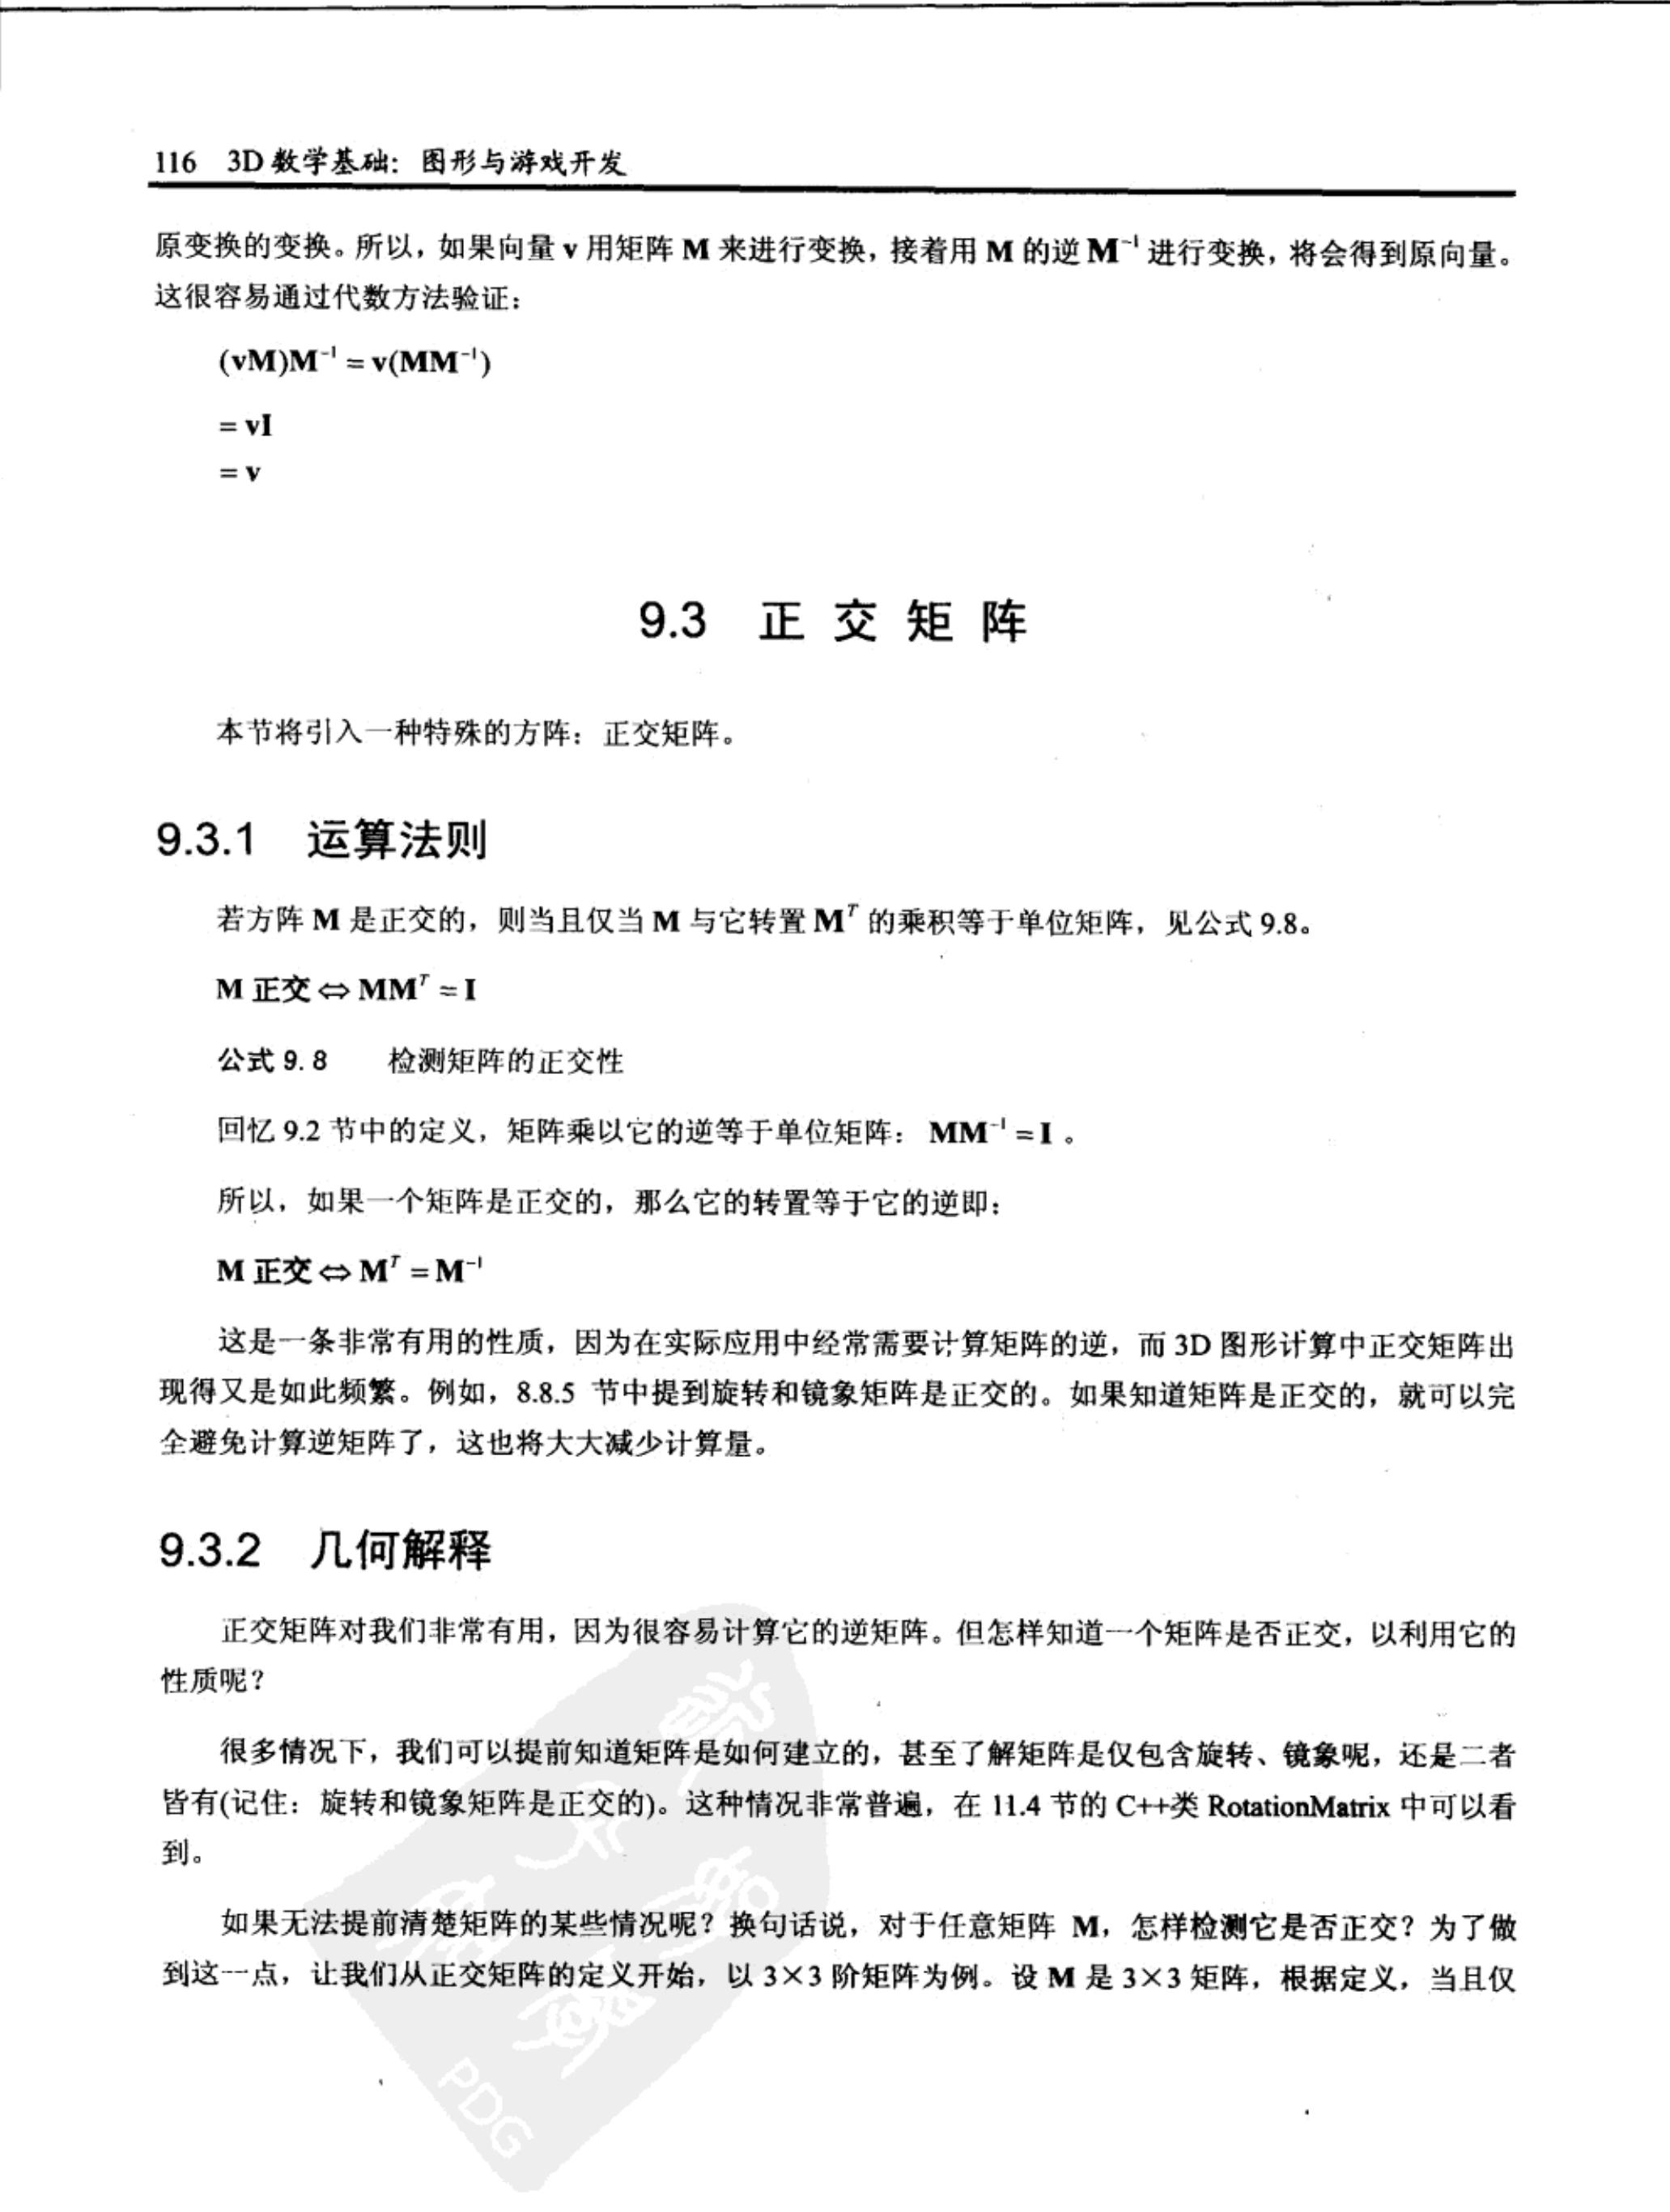 116 3D 数学基础：图形与游戏开发
原变换的变换。所以，如果向量 v 用矩阵 M 来进行变换，接着用 M 的逆 M⁻¹ 进行变换，将会得到原向量。
这很容易通过代数方法验证：
(vM)M⁻¹ = v(MM⁻¹)
= vI
= v
9.3 正 交 矩 阵
本节将引入一种特殊的方阵：正交矩阵。
9.3.1 运算法则
若方阵 M 是正交的，则当且仅当 M 与它转置 Mᵀ 的乘积等于单位矩阵，见公式 9.8。
M 正交⇔MMᵀ = I
公式 9.8 检测矩阵的正交性
回忆 9.2 节中的定义，矩阵乘以它的逆等于单位矩阵： MM⁻¹ = I 。
所以，如果一个矩阵是正交的，那么它的转置等于它的逆即：
M 正交⇔Mᵀ = M⁻¹
这是一条非常有用的性质，因为在实际应用中经常需要计算矩阵的逆，而 3D 图形计算中正交矩阵出
现得又是如此频繁。例如，8.8.5 节中提到旋转和镜象矩阵是正交的。如果知道矩阵是正交的，就可以完
全避免计算逆矩阵了，这也将大大减少计算量。
9.3.2 几何解释
正交矩阵对我们非常有用，因为很容易计算它的逆矩阵。但怎样知道一个矩阵是否正交，以利用它的
性质呢？
很多情况下，我们可以提前知道矩阵是如何建立的，甚至了解矩阵是仅包含旋转、镜象呢，还是二者
皆有(记住：旋转和镜象矩阵是正交的)。这种情况非常普遍，在 11.4 节的 C++类 RotationMatrix 中可以看
到。
如果无法提前清楚矩阵的某些情况呢？换句话说，对于任意矩阵 M，怎样检测它是否正交？为了做
到这一点，让我们从正交矩阵的定义开始，以 3×3 阶矩阵为例。设 M 是 3×3 矩阵，根据定义，当且仅
PDG